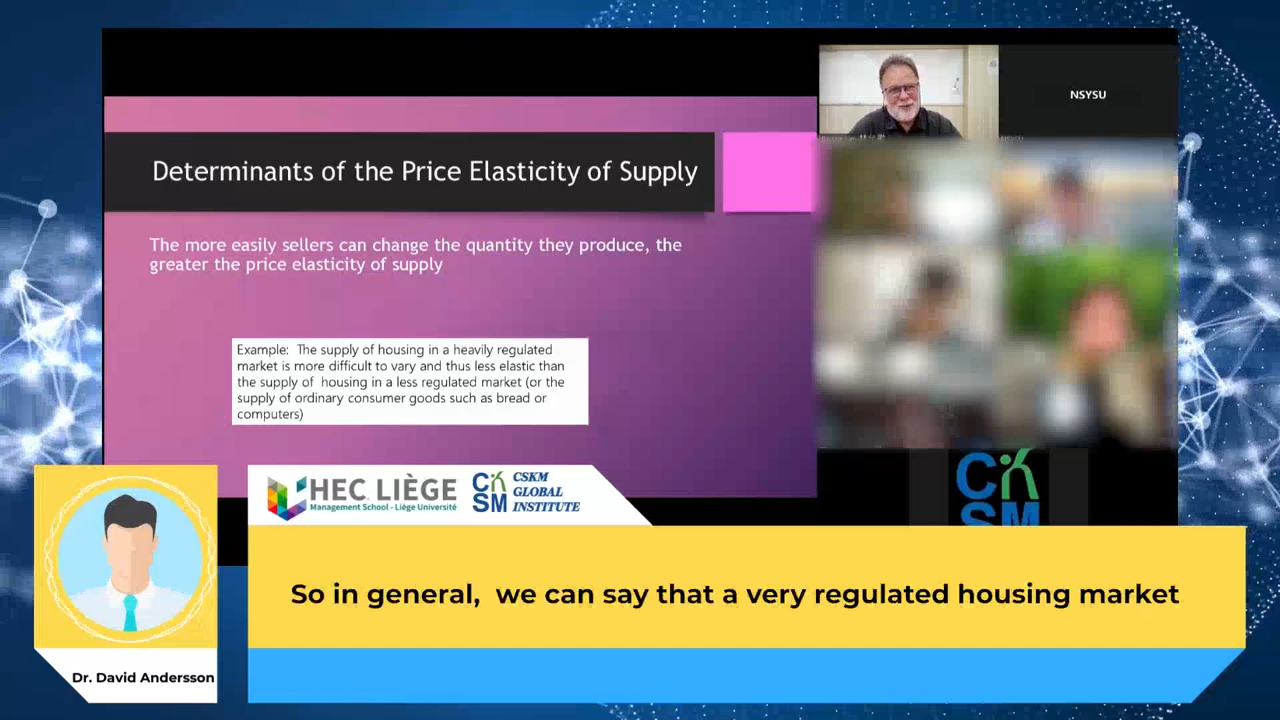 NSYSU
Determinants of the Price Elasticity of Supply
The more easily sellers can change the quantity they produce, the
greater the price elasticity of supply
Example: The supply of housing in a heavily regulated
market is more difficult to vary and thus less elastic than
the supply of housing in a less regulated market (or the
supply of ordinary consumer goods such as bread or
computers)
HEC LIÈGE
Management School - Liège Université
CK
SM
CSKM
GLOBAL
INSTITUTE
CK
SM
So in general, we can say that a very regulated housing market
Dr. David Andersson